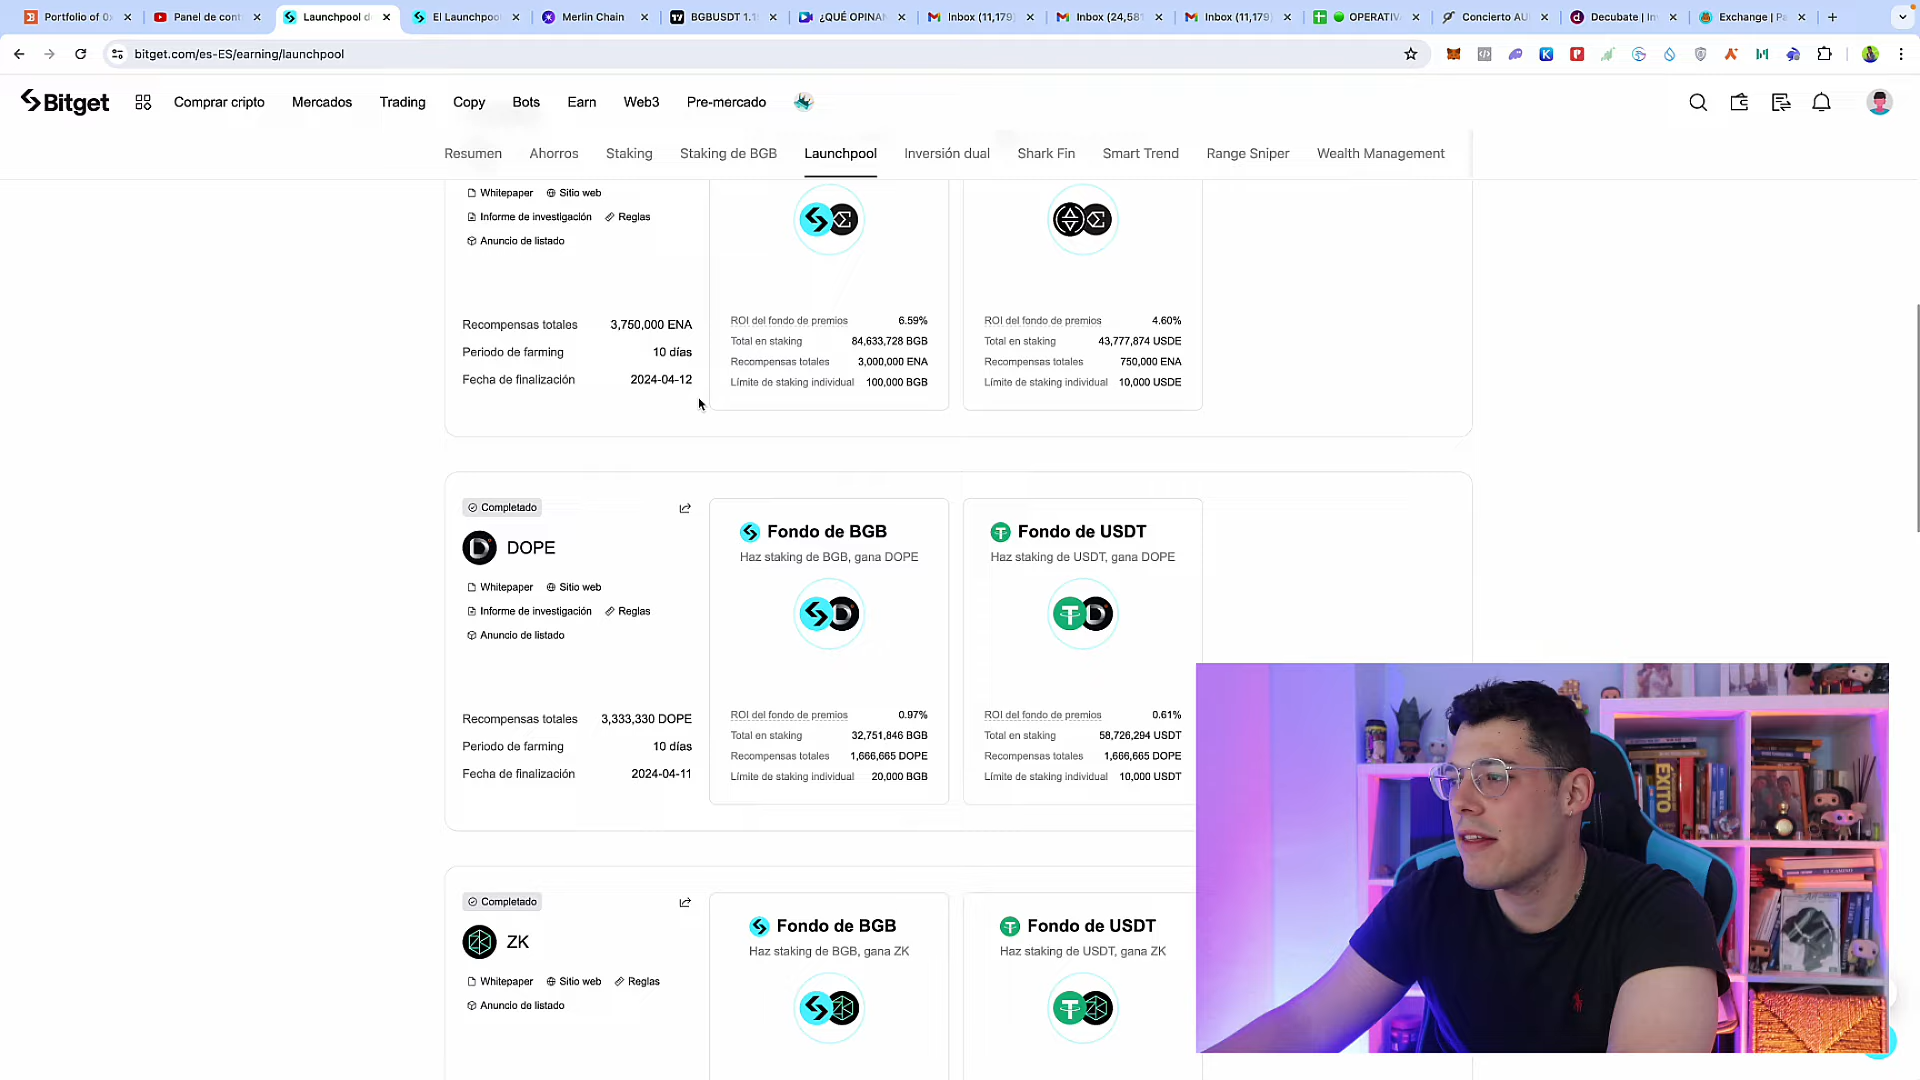 Portfolio of 0x
Panel de cont
Launchpool d
El Launchpool
Merlin Chain
BGBUSDT 1.1
¿QUÉ OPINA
Inbox (11,179)
Inbox (24,581
Inbox (11,179)
OPERATIV
Concierto AU
Decubate | In
Exchange | Pa
bitget.com/es-ES/earning/launchpool
Bitget
Comprar cripto
Mercados
Trading
Copy
Bots
Earn
Web3
Pre-mercado
Resumen
Ahorros
Staking
Staking de BGB
Launchpool
Inversión dual
Shark Fin
Smart Trend
Range Sniper
Wealth Management
Whitepaper
Sitio web
Informe de investigación
Reglas
Anuncio de listado
Recompensas totales 3,750,000 ENA
Periodo de farming 10 días
Fecha de finalización 2024-04-12
ROI del fondo de premios 6.59%
Total en staking 84,633,728 BGB
Recompensas totales 3,000,000 ENA
Límite de staking individual 100,000 BGB
ROI del fondo de premios 4.60%
Total en staking 43,777,874 USDE
Recompensas totales 750,000 ENA
Límite de staking individual 10,000 USDE
Completado
DOPE
Whitepaper
Sitio web
Informe de investigación
Reglas
Anuncio de listado
Recompensas totales 3,333,330 DOPE
Periodo de farming 10 días
Fecha de finalización 2024-04-11
Fondo de BGB
Haz staking de BGB, gana DOPE
ROI del fondo de premios 0.97%
Total en staking 32,751,846 BGB
Recompensas totales 1,666,665 DOPE
Límite de staking individual 20,000 BGB
Fondo de USDT
Haz staking de USDT, gana DOPE
ROI del fondo de premios 0.61%
Total en staking 58,726,294 USDT
Recompensas totales 1,666,665 DOPE
Límite de staking individual 10,000 USDT
Completado
ZK
Whitepaper
Sitio web
Reglas
Anuncio de listado
Fondo de BGB
Haz staking de BGB, gana ZK
Fondo de USDT
Haz staking de USDT, gana ZK
ÉXITO